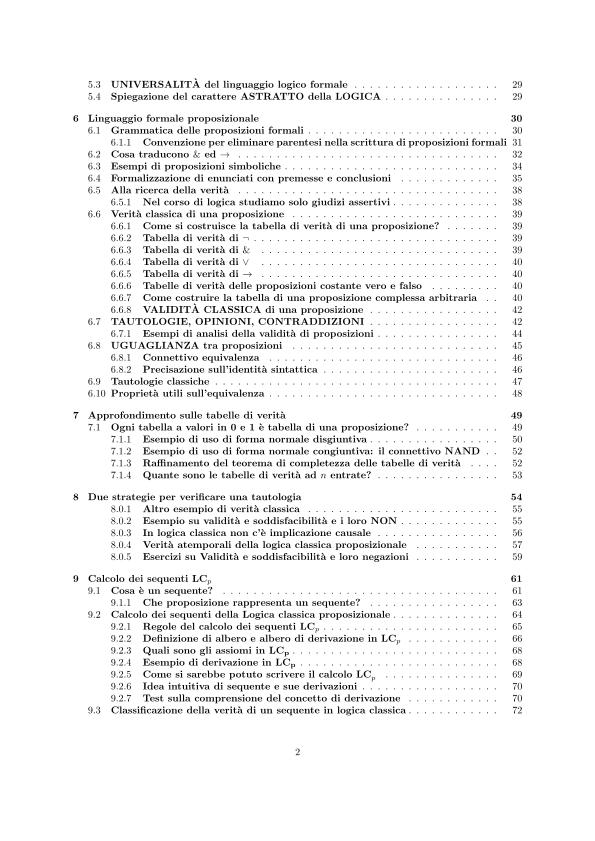 5.3 UNIVERSALITÀ del linguaggio logico formale . . . . . . . . . . . . . . . . . . . 29
5.4 Spiegazione del carattere ASTRATTO della LOGICA . . . . . . . . . . . . . . . 29
6 Linguaggio formale proposizionale 30
6.1 Grammatica delle proposizioni formali . . . . . . . . . . . . . . . . . . . . . . . . . 30
6.1.1 Convenzione per eliminare parentesi nella scrittura di proposizioni formali 31
6.2 Cosa traducono & ed → . . . . . . . . . . . . . . . . . . . . . . . . . . . . . . . . . . 32
6.3 Esempi di proposizioni simboliche . . . . . . . . . . . . . . . . . . . . . . . . . . . . 34
6.4 Formalizzazione di enunciati con premesse e conclusioni . . . . . . . . . . . . . 35
6.5 Alla ricerca della verità . . . . . . . . . . . . . . . . . . . . . . . . . . . . . . . . . . 38
6.5.1 Nel corso di logica studiamo solo giudizi assertivi . . . . . . . . . . . . . . 38
6.6 Verità classica di una proposizione . . . . . . . . . . . . . . . . . . . . . . . . . . . 39
6.6.1 Come si costruisce la tabella di verità di una proposizione? . . . . . . . 39
6.6.2 Tabella di verità di ¬ . . . . . . . . . . . . . . . . . . . . . . . . . . . . . . . . 39
6.6.3 Tabella di verità di & . . . . . . . . . . . . . . . . . . . . . . . . . . . . . . . 39
6.6.4 Tabella di verità di ∨ . . . . . . . . . . . . . . . . . . . . . . . . . . . . . . . 40
6.6.5 Tabella di verità di → . . . . . . . . . . . . . . . . . . . . . . . . . . . . . . . 40
6.6.6 Tabelle di verità delle proposizioni costante vero e falso . . . . . . . . . 40
6.6.7 Come costruire la tabella di una proposizione complessa arbitraria . . 40
6.6.8 VALIDITÀ CLASSICA di una proposizione . . . . . . . . . . . . . . . . . 42
6.7 TAUTOLOGIE, OPINIONI, CONTRADDIZIONI . . . . . . . . . . . . . . . . . 42
6.7.1 Esempi di analisi della validità di proposizioni . . . . . . . . . . . . . . . . 44
6.8 UGUAGLIANZA tra proposizioni . . . . . . . . . . . . . . . . . . . . . . . . . . . 45
6.8.1 Connettivo equivalenza . . . . . . . . . . . . . . . . . . . . . . . . . . . . . . 46
6.8.2 Precisazione sull'identità sintattica . . . . . . . . . . . . . . . . . . . . . . . 46
6.9 Tautologie classiche . . . . . . . . . . . . . . . . . . . . . . . . . . . . . . . . . . . . . 47
6.10 Proprietà utili sull'equivalenza . . . . . . . . . . . . . . . . . . . . . . . . . . . . . . 48
7 Approfondimento sulle tabelle di verità 49
7.1 Ogni tabella a valori in 0 e 1 è tabella di una proposizione? . . . . . . . . . . . 49
7.1.1 Esempio di uso di forma normale disgiuntiva . . . . . . . . . . . . . . . . . 50
7.1.2 Esempio di uso di forma normale congiuntiva: il connettivo NAND . . 52
7.1.3 Raffinamento del teorema di completezza delle tabelle di verità . . . . 52
7.1.4 Quante sono le tabelle di verità ad n entrate? . . . . . . . . . . . . . . . . 53
8 Due strategie per verificare una tautologia 54
8.0.1 Altro esempio di verità classica . . . . . . . . . . . . . . . . . . . . . . . . . . 55
8.0.2 Esempio su validità e soddisfacibilità e i loro NON . . . . . . . . . . . . . 55
8.0.3 In logica classica non c'è implicazione causale . . . . . . . . . . . . . . . . 56
8.0.4 Verità atemporali della logica classica proposizionale . . . . . . . . . . . 57
8.0.5 Esercizi su Validità e soddisfacibilità e loro negazioni . . . . . . . . . . . 59
9 Calcolo dei sequenti LCp 61
9.1 Cosa è un sequente? . . . . . . . . . . . . . . . . . . . . . . . . . . . . . . . . . . . . 61
9.1.1 Che proposizione rappresenta un sequente? . . . . . . . . . . . . . . . . . 63
9.2 Calcolo dei sequenti della Logica classica proposizionale . . . . . . . . . . . . . . 64
9.2.1 Regole del calcolo dei sequenti LCp . . . . . . . . . . . . . . . . . . . . . . . 65
9.2.2 Definizione di albero e albero di derivazione in LCp . . . . . . . . . . . . 66
9.2.3 Quali sono gli assiomi in LCp . . . . . . . . . . . . . . . . . . . . . . . . . . . 68
9.2.4 Esempio di derivazione in LCp . . . . . . . . . . . . . . . . . . . . . . . . . . 68
9.2.5 Come si sarebbe potuto scrivere il calcolo LCp . . . . . . . . . . . . . . . 69
9.2.6 Idea intuitiva di sequente e sue derivazioni . . . . . . . . . . . . . . . . . . 70
9.2.7 Test sulla comprensione del concetto di derivazione . . . . . . . . . . . . 70
9.3 Classificazione della verità di un sequente in logica classica . . . . . . . . . . . . 72
2